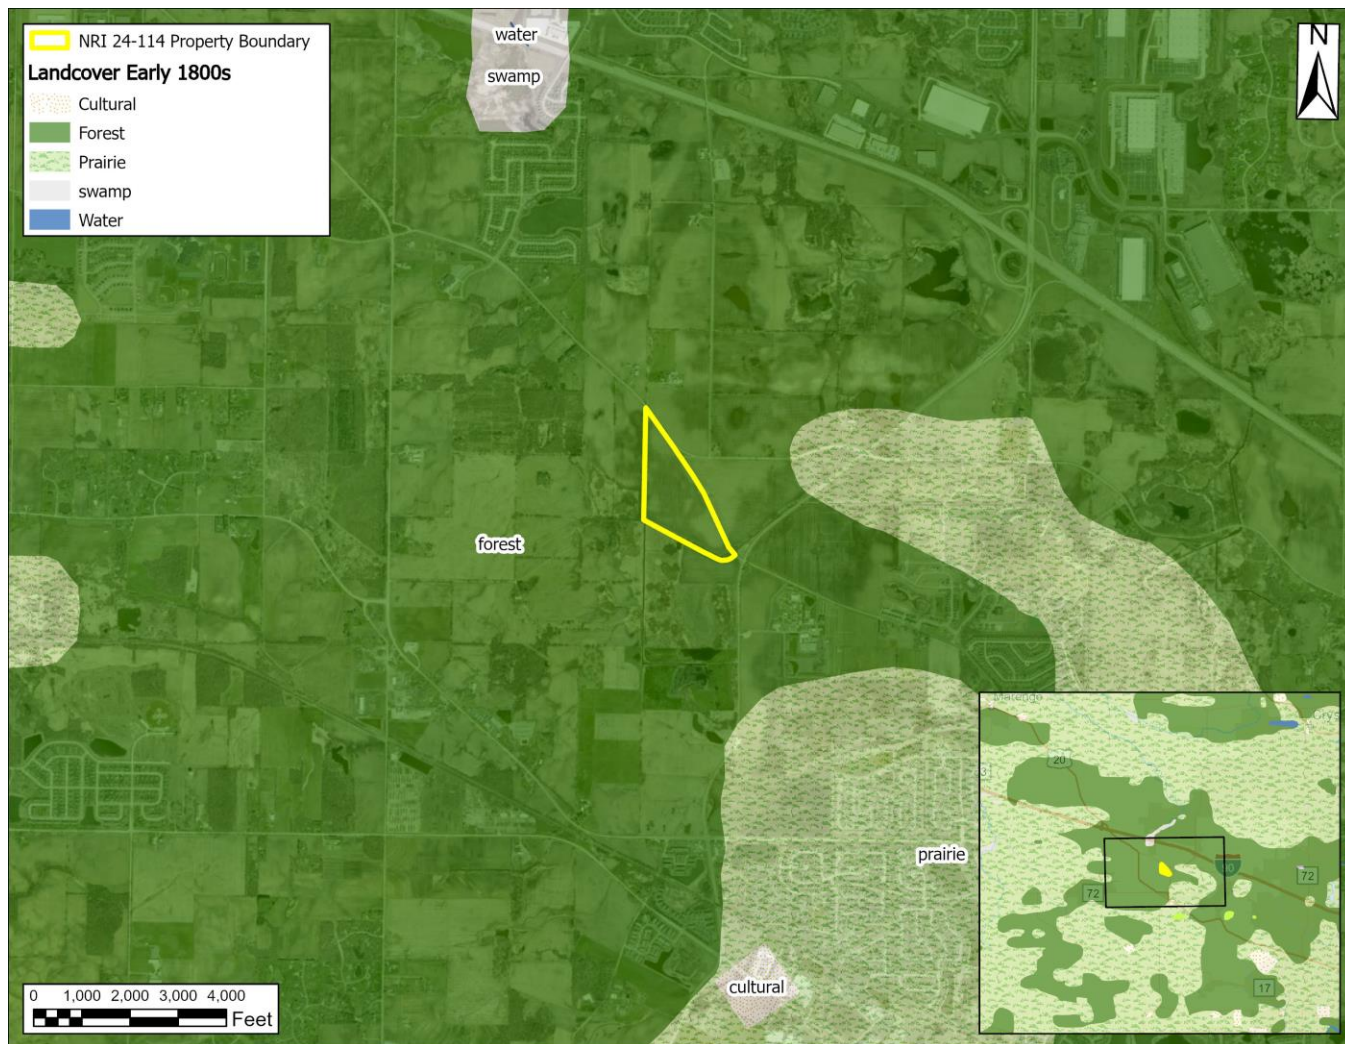 NRI 24-114 Property Boundary
Landcover Early 1800s
Cultural
Forest
Prairie
swamp
Water
water
swamp
N
forest
prairie
cultural
20
72
72
17
0 1,000 2,000 3,000 4,000
Feet